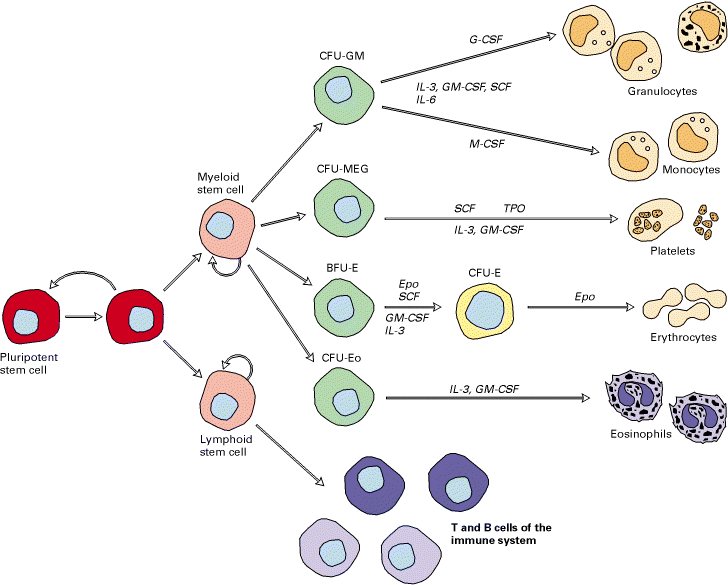 CFU-GM
G-CSF
IL-3, GM-CSF, SCF
IL-6
M-CSF
Granulocytes
Monocytes
Myeloid
stem cell
CFU-MEG
SCF TPO
IL-3, GM-CSF
Platelets
BFU-E
Epo
SCF
GM-CSF
IL-3
CFU-E
Epo
Erythrocytes
Pluripotent
stem cell
CFU-Eo
IL-3, GM-CSF
Eosinophils
Lymphoid
stem cell
T and B cells of the
immune system